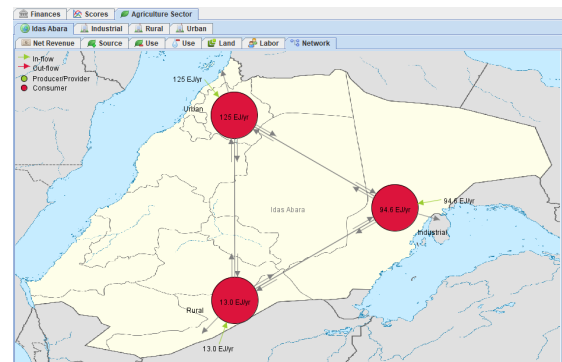 Finances Scores Agriculture Sector
Idas Abara Industrial Rural Urban
Net Revenue Source Use Use Land Labor Network
In-flow
Out-flow
Producer/Provider
Consumer
125 EJ/yr
Urban
125 EJ/yr
94.6 EJ/yr
94.6 EJ/yr
Idas Abara
Industrial
13.0 EJ/yr
Rural
13.0 EJ/yr